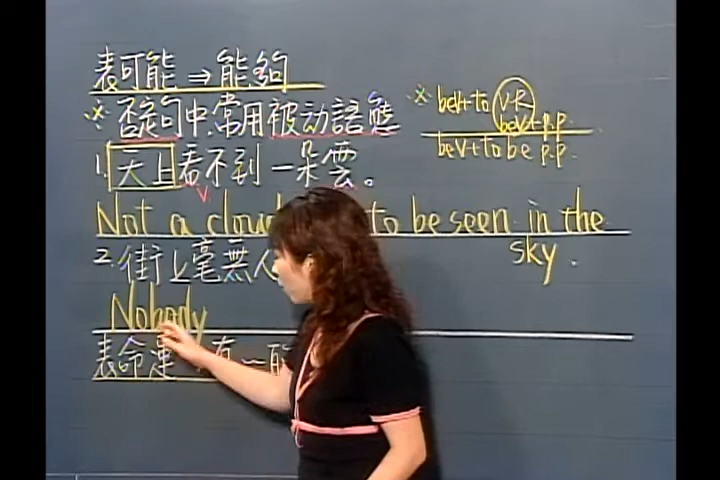 表可能 ⇒ 能夠
※ 否定句中,常用被动語態
※ beV+to V-R
beV+p.p.
beV+to be p.p.
1. 天上看不到一朵雲。
Not a cloud to be seen in the
sky.
2. 街上毫無人
Nobody
表命運